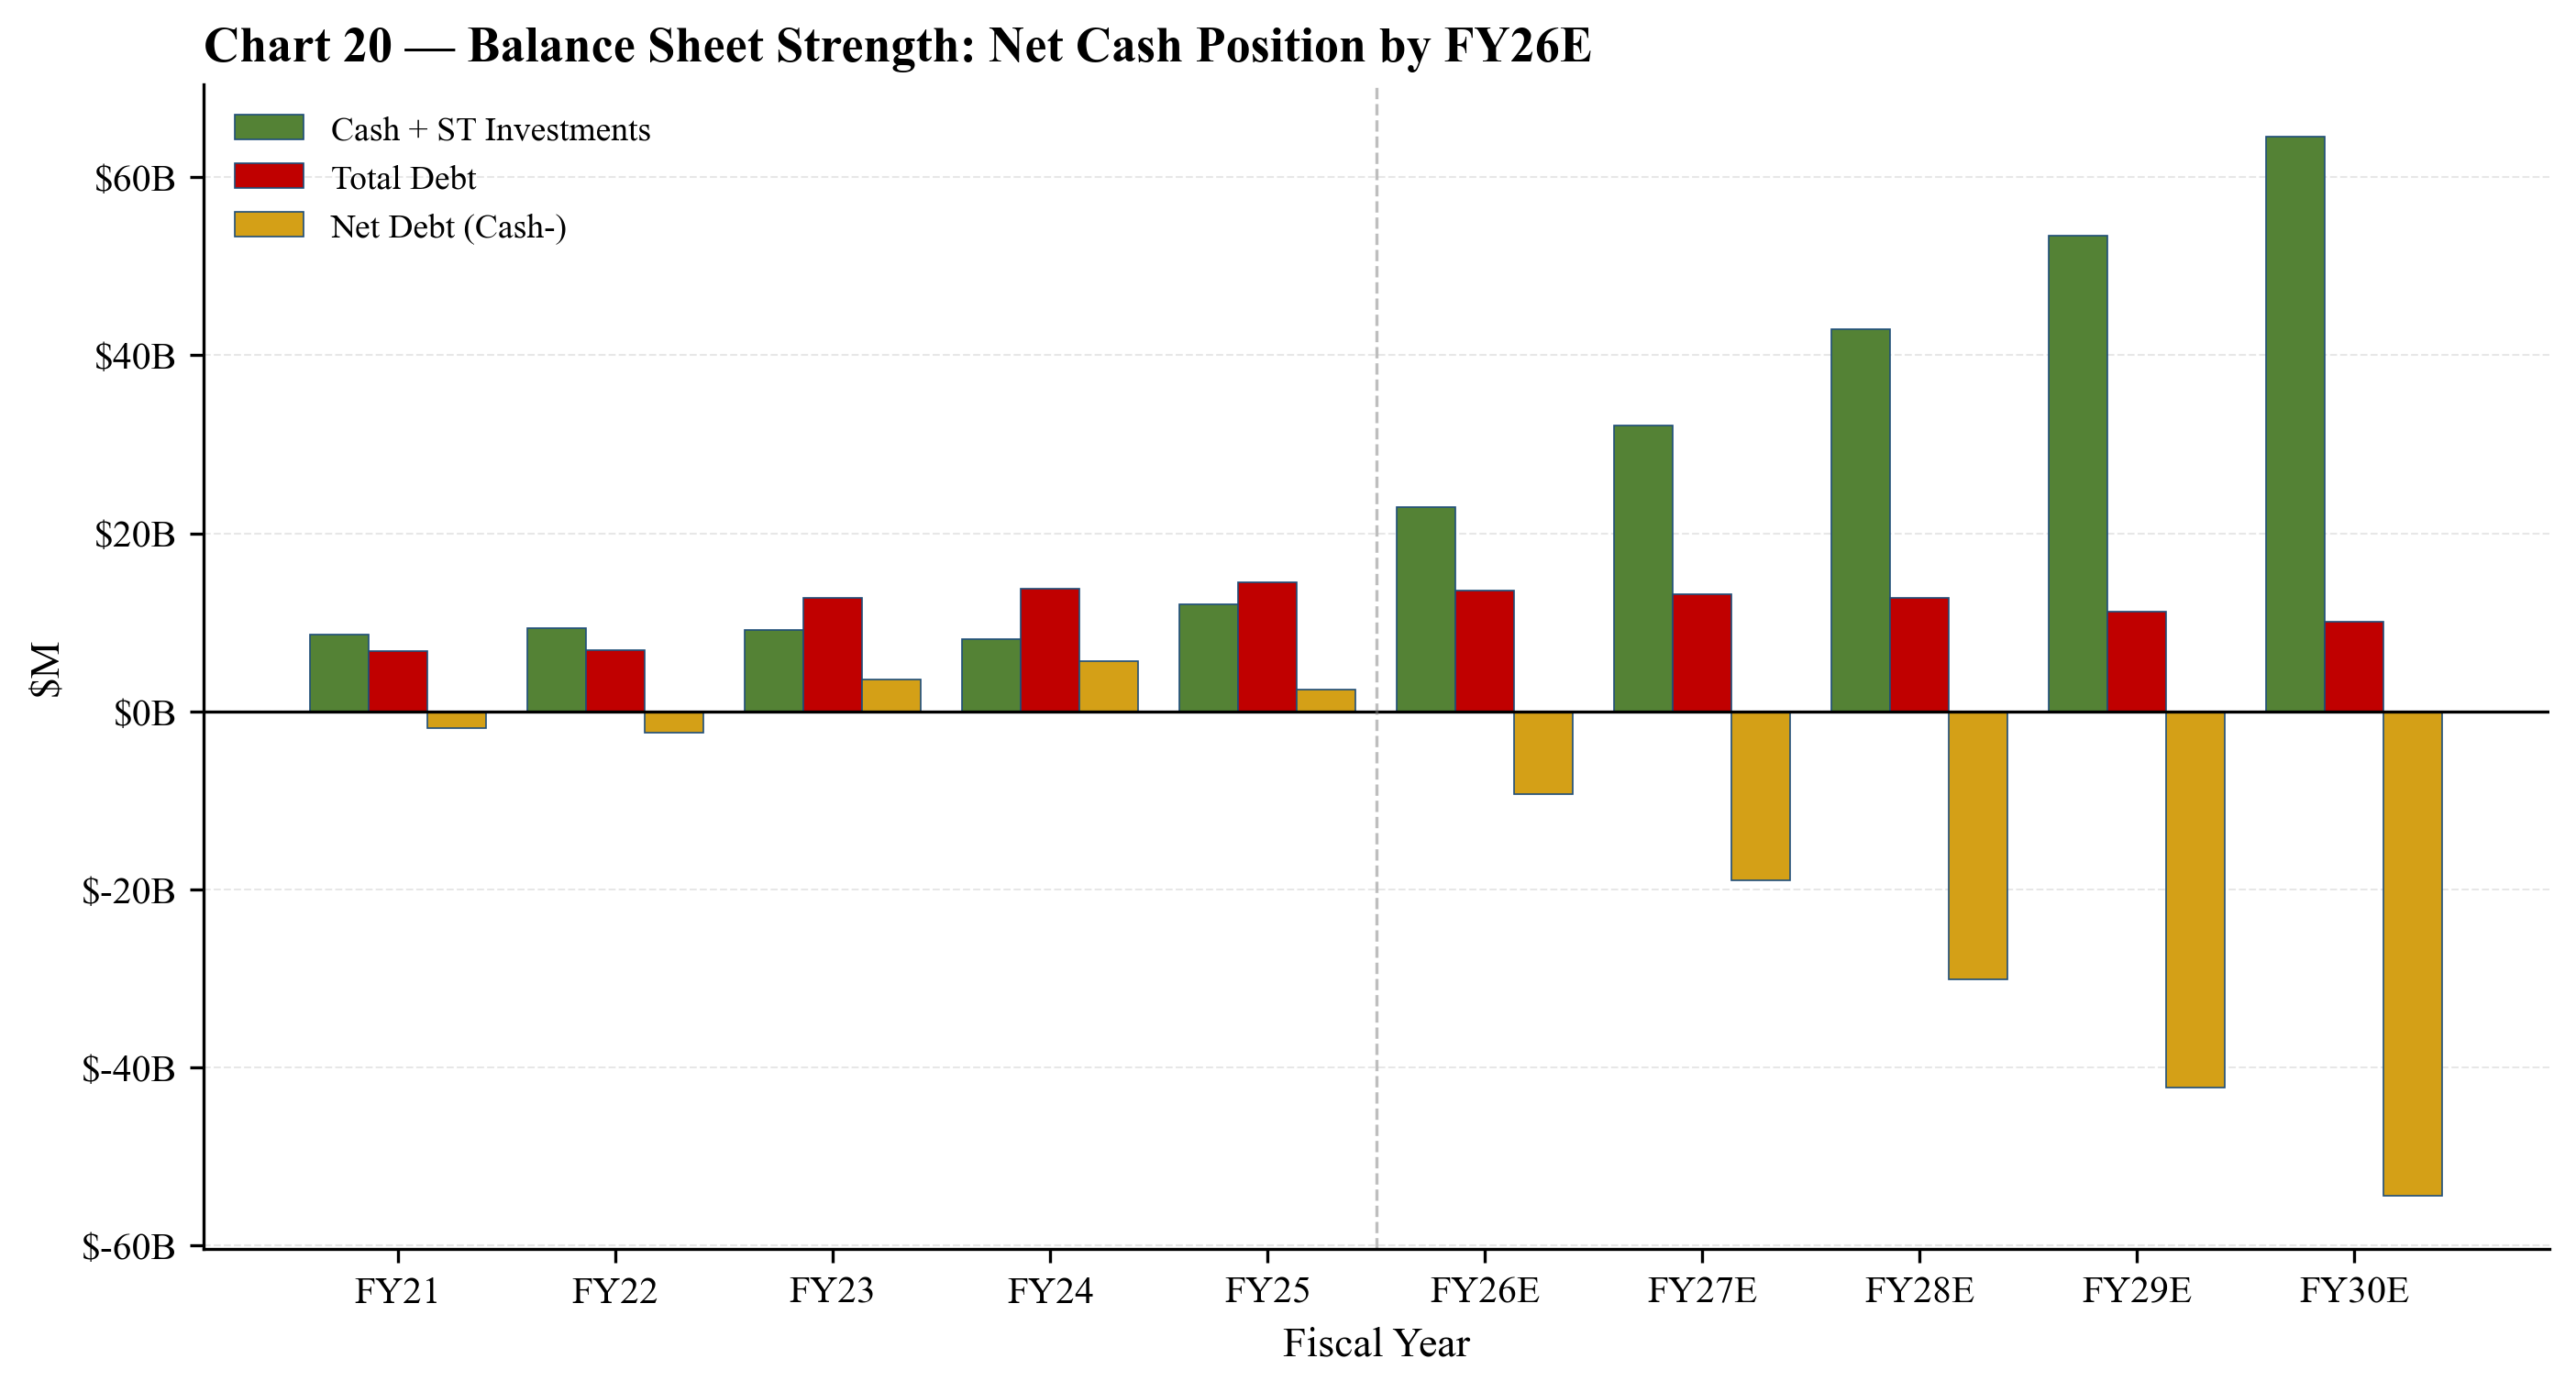 Chart 20 — Balance Sheet Strength: Net Cash Position by FY26E
Cash + ST Investments
Total Debt
Net Debt (Cash-)
$60B
$40B
$20B
$0B
$-20B
$-40B
$-60B
$M
FY21 FY22 FY23 FY24 FY25 FY26E FY27E FY28E FY29E FY30E
Fiscal Year